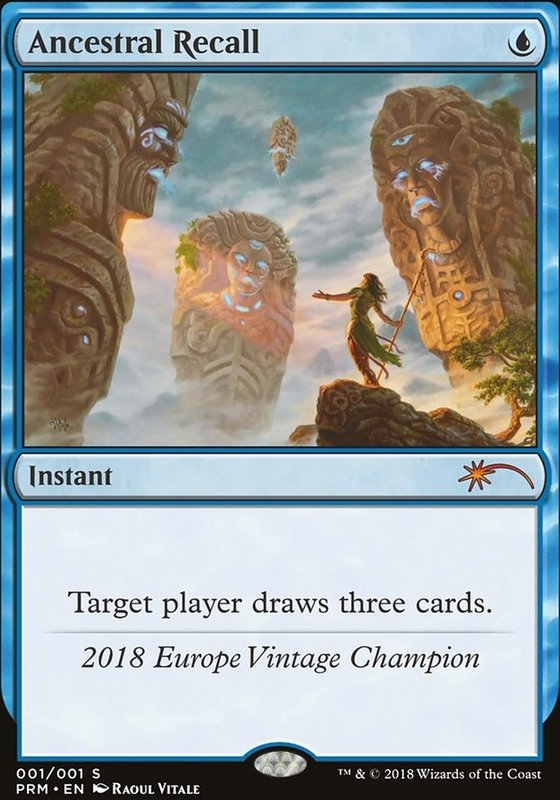 Ancestral Recall
Instant
Target player draws three cards.
2018 Europe Vintage Champion
001/001 S
PRM • EN Raoul Vitale
™ & © 2018 Wizards of the Coast